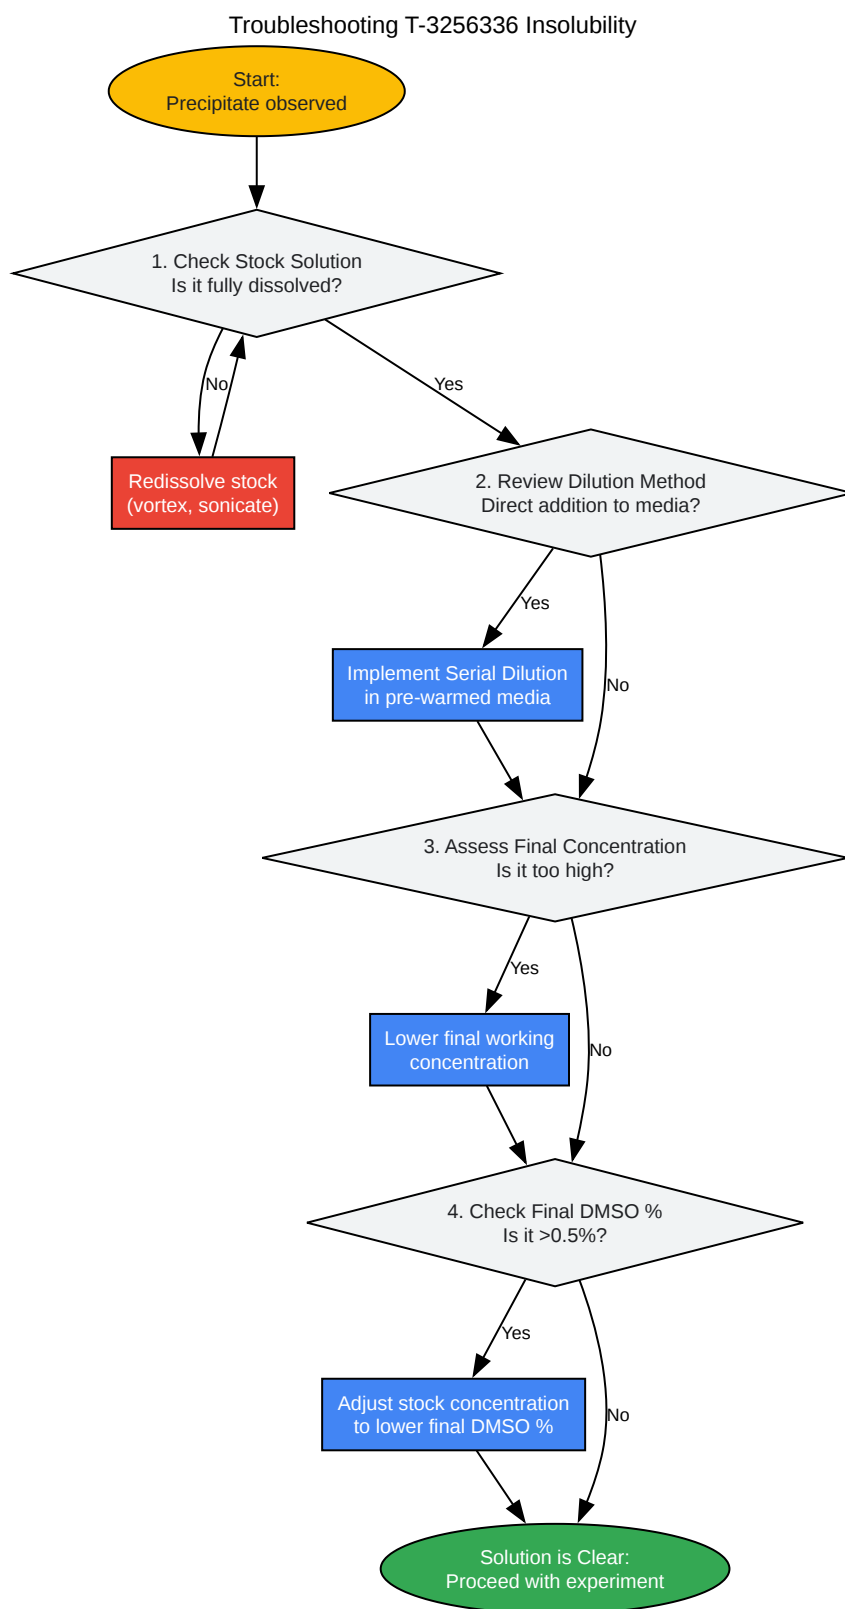 Troubleshooting T-3256336 Insolubility
Start:
Precipitate observed
1. Check Stock Solution
Is it fully dissolved?
No
Yes
Redissolve stock
(vortex, sonicate)
2. Review Dilution Method
Direct addition to media?
Yes
Implement Serial Dilution
in pre-warmed media
No
3. Assess Final Concentration
Is it too high?
Yes
Lower final working
concentration
No
4. Check Final DMSO %
Is it >0.5%?
Yes
Adjust stock concentration
to lower final DMSO %
No
Solution is Clear:
Proceed with experiment